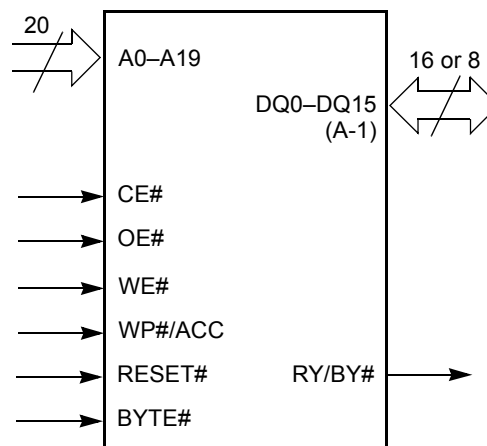 20
A0–A19
16 or 8
DQ0–DQ15
(A-1)
CE#
OE#
WE#
WP#/ACC
RESET#
RY/BY#
BYTE#